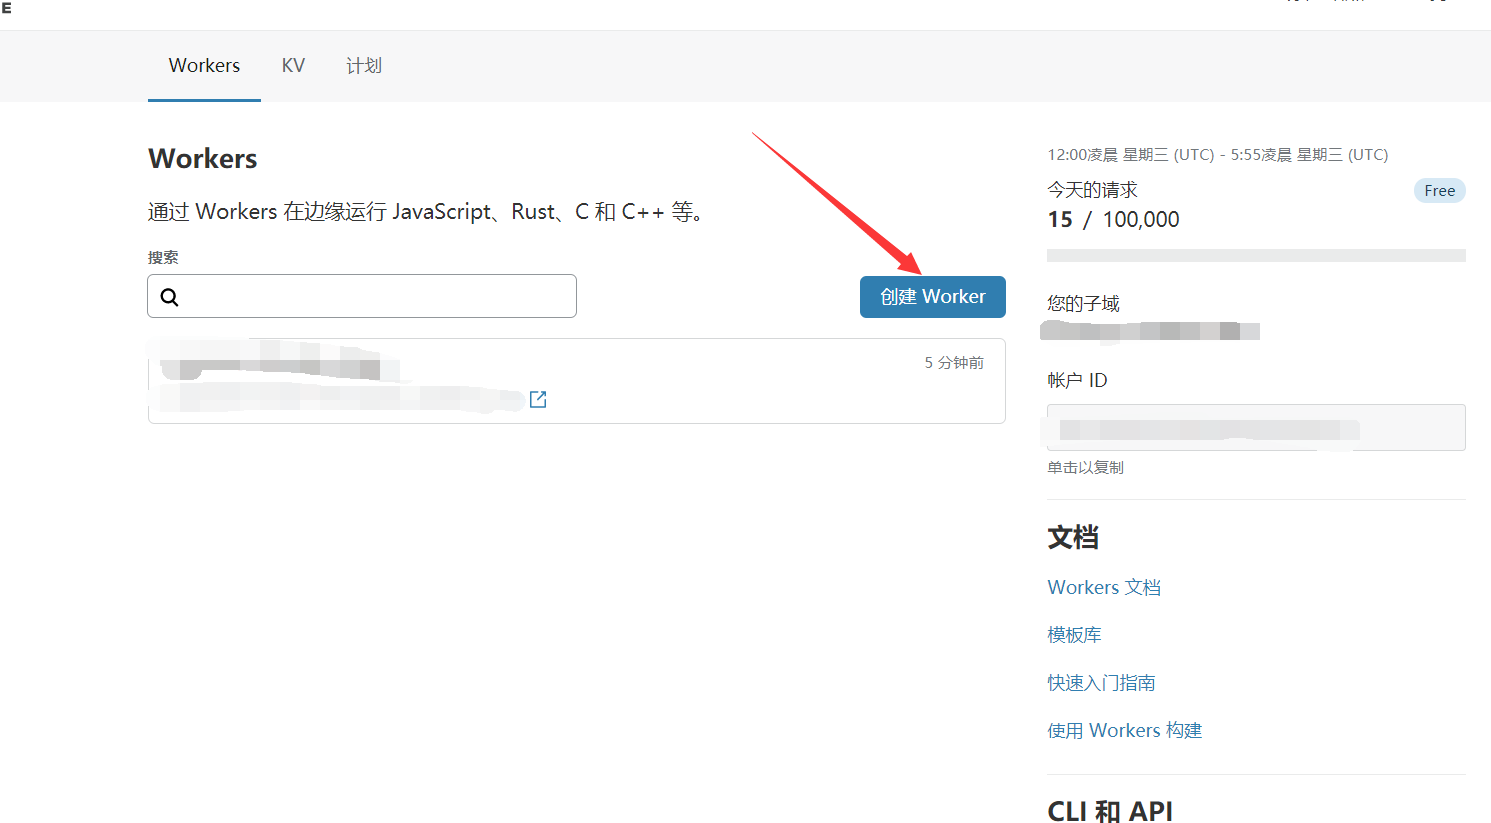 E
Workers
KV
计划
Workers
通过 Workers 在边缘运行 JavaScript、Rust、C 和 C++ 等。
搜索
创建 Worker
5 分钟前
12:00凌晨 星期三 (UTC) - 5:55凌晨 星期三 (UTC)
今天的请求
Free
15 / 100,000
您的子域
帐户 ID
单击以复制
文档
Workers 文档
模板库
快速入门指南
使用 Workers 构建
CLI 和 API